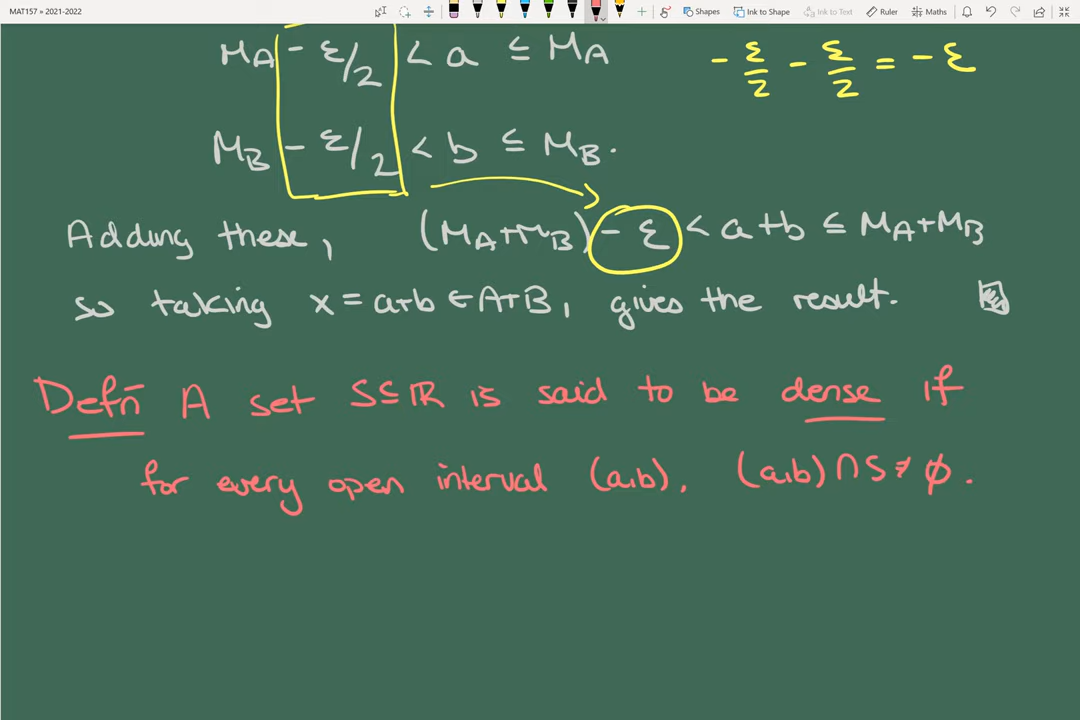 MAT157 » 2021-2022
Shapes Ink to Shape Ink to Text Ruler Maths
M_A - ε/2 < a ≤ M_A
- ε/2 - ε/2 = - ε
M_B - ε/2 < b ≤ M_B.
Adding these, (M_A+M_B) - ε < a+b ≤ M_A+M_B
so taking x = a+b ∈ A+B, gives the result.
Defn A set S⊆ℝ is said to be dense if
for every open interval (a,b), (a,b)∩S ≠ ∅.